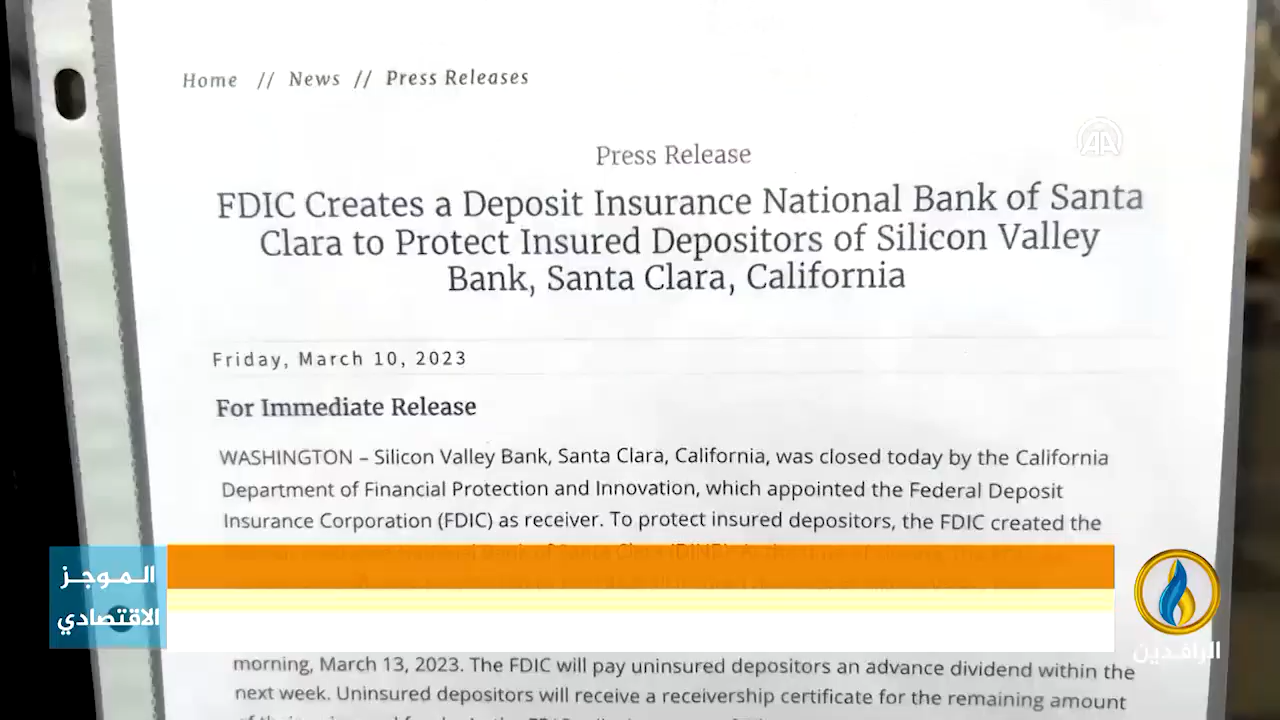 Home // News // Press Releases
Press Release
FDIC Creates a Deposit Insurance National Bank of Santa
Clara to Protect Insured Depositors of Silicon Valley
Bank, Santa Clara, California
Friday, March 10, 2023
For Immediate Release
WASHINGTON – Silicon Valley Bank, Santa Clara, California, was closed today by the California
Department of Financial Protection and Innovation, which appointed the Federal Deposit
Insurance Corporation (FDIC) as receiver. To protect insured depositors, the FDIC created the
الموجز
الاقتصادي
الرافدين
morning, March 13, 2023. The FDIC will pay uninsured depositors an advance dividend within the
next week. Uninsured depositors will receive a receivership certificate for the remaining amount